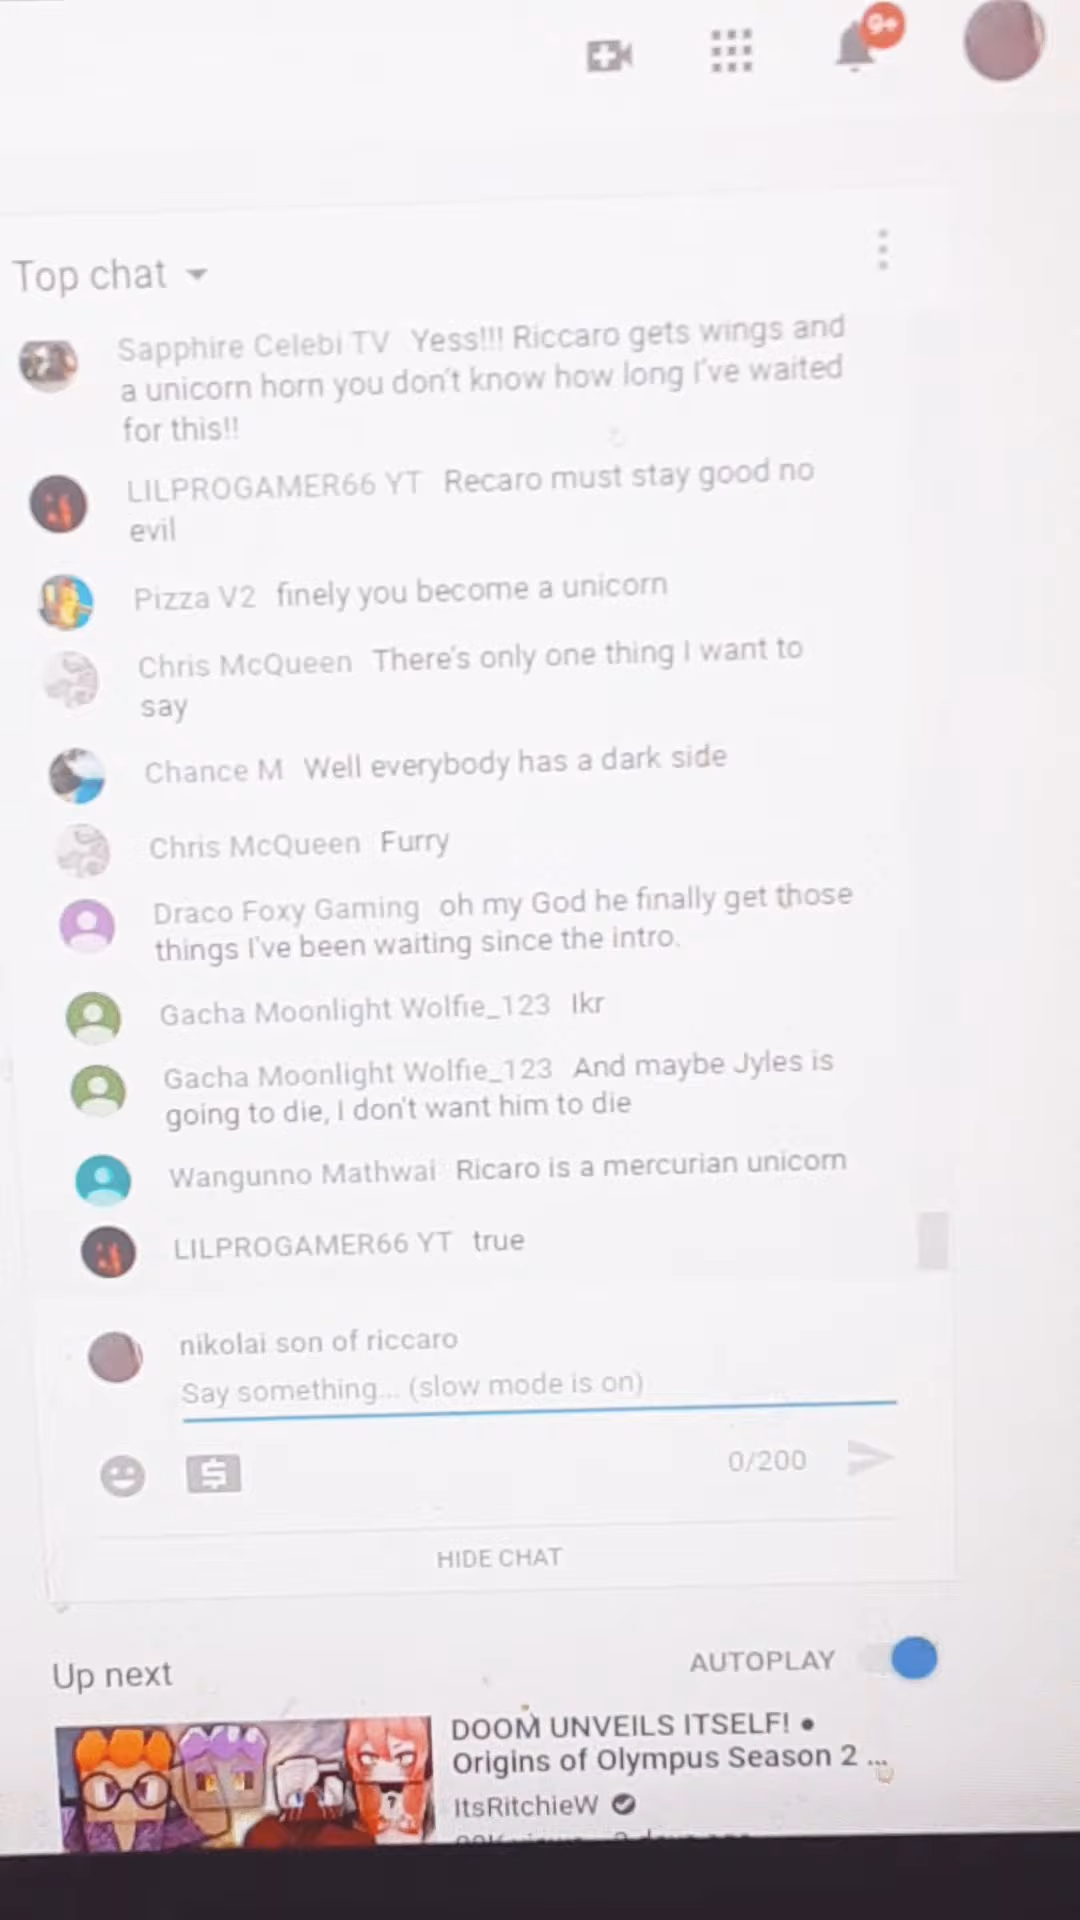 9+
Top chat
Sapphire Celebi TV Yess!!! Riccaro gets wings and
a unicorn horn you don't know how long I've waited
for this!!
LILPROGAMER66 YT Recaro must stay good no
evil
Pizza V2 finely you become a unicorn
Chris McQueen There's only one thing I want to
say
Chance M Well everybody has a dark side
Chris McQueen Furry
Draco Foxy Gaming oh my God he finally get those
things I've been waiting since the intro.
Gacha Moonlight Wolfie_123 Ikr
Gacha Moonlight Wolfie_123 And maybe Jyles is
going to die, I don't want him to die
Wangunno Mathwai Ricaro is a mercurian unicorn
LILPROGAMER66 YT true
nikolai son of riccaro
Say something... (slow mode is on)
$
0/200
HIDE CHAT
Up next
AUTOPLAY
DOOM UNVEILS ITSELF! •
Origins of Olympus Season 2 ...
ItsRitchieW